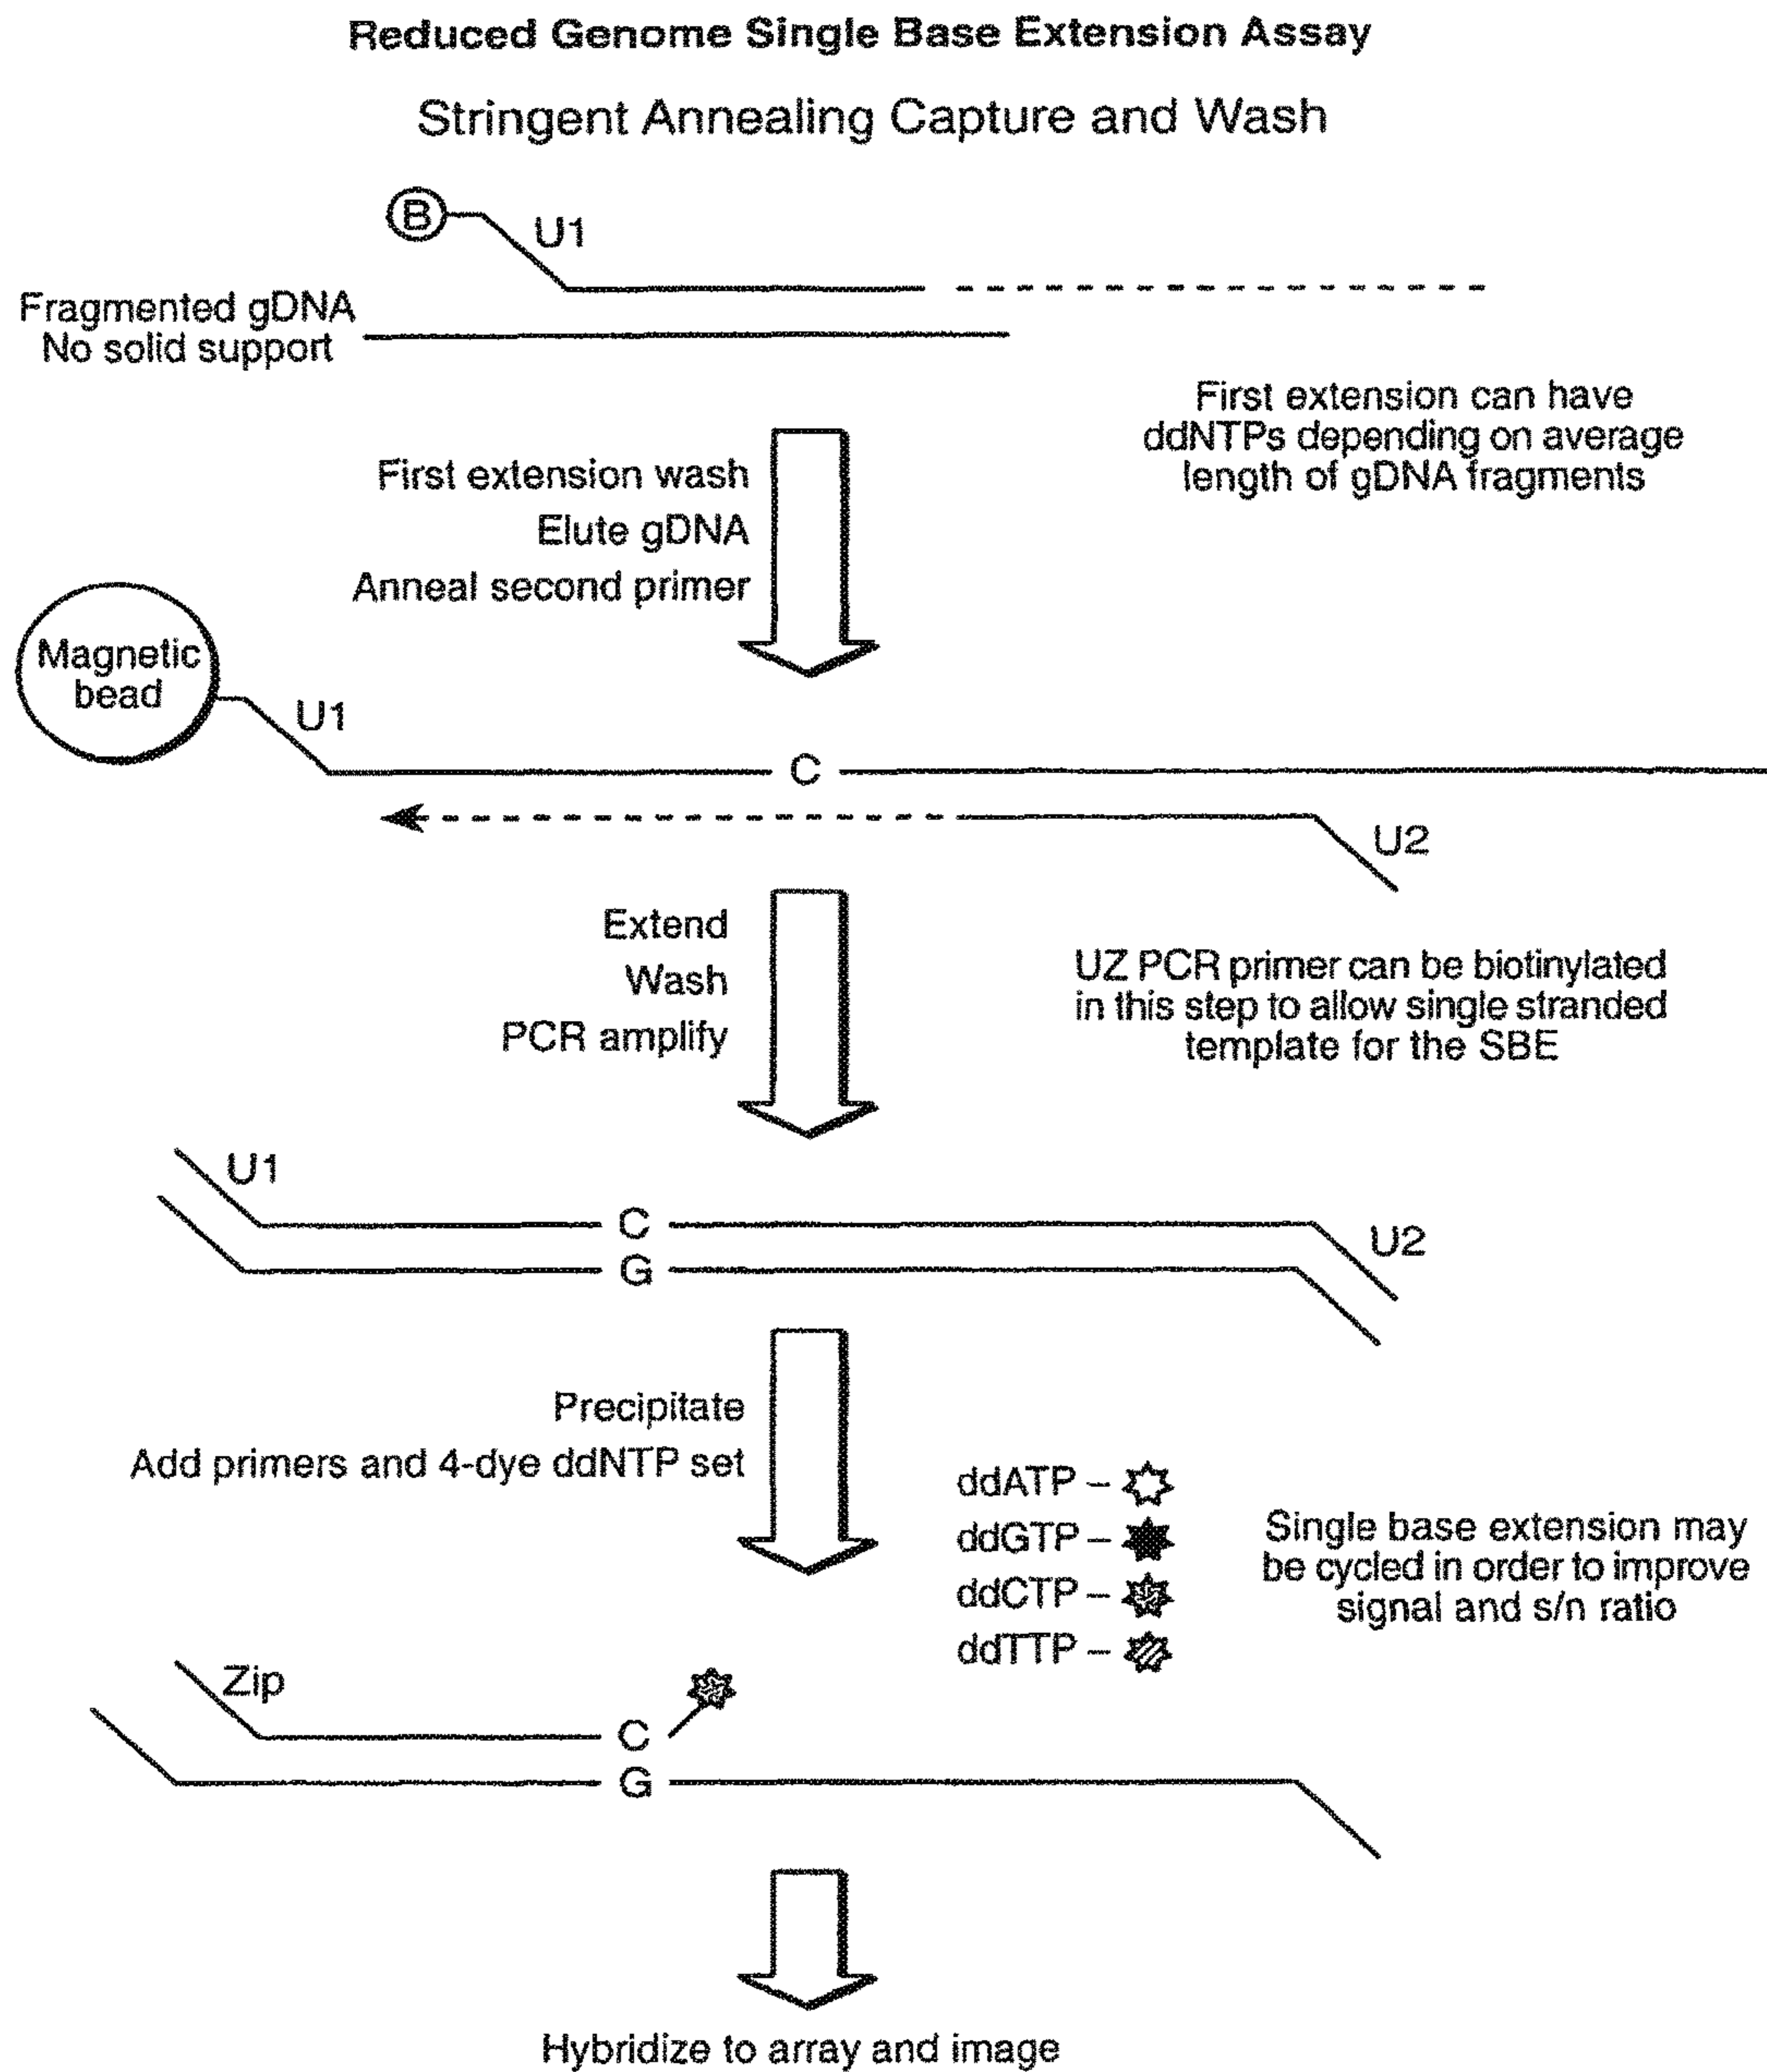 Reduced Genome Single Base Extension Assay
Stringent Annealing Capture and Wash
B
U1
Fragmented gDNA
No solid support
First extension can have
ddNTPs depending on average
length of gDNA fragments
First extension wash
Elute gDNA
Anneal second primer
Magnetic
bead
U1
C
U2
Extend
Wash
PCR amplify
UZ PCR primer can be biotinylated
in this step to allow single stranded
template for the SBE
U1
C
G
U2
Precipitate
Add primers and 4-dye ddNTP set
ddATP –
ddGTP –
ddCTP –
ddTTP –
Single base extension may
be cycled in order to improve
signal and s/n ratio
Zip
C
G
Hybridize to array and image